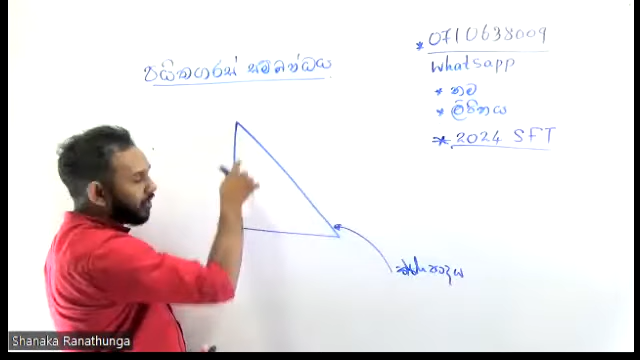 පයිතගරස් සම්බන්ධය
* 0710638009
Whatsapp
* නම
* ලිපිනය
* 2024 SFT
Shanaka Ranathunga